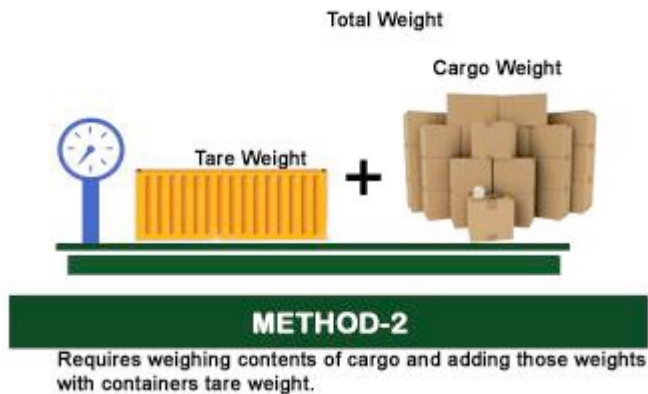 Total Weight
Cargo Weight
Tare Weight
+
METHOD-2
Requires weighing contents of cargo and adding those weights
with containers tare weight.